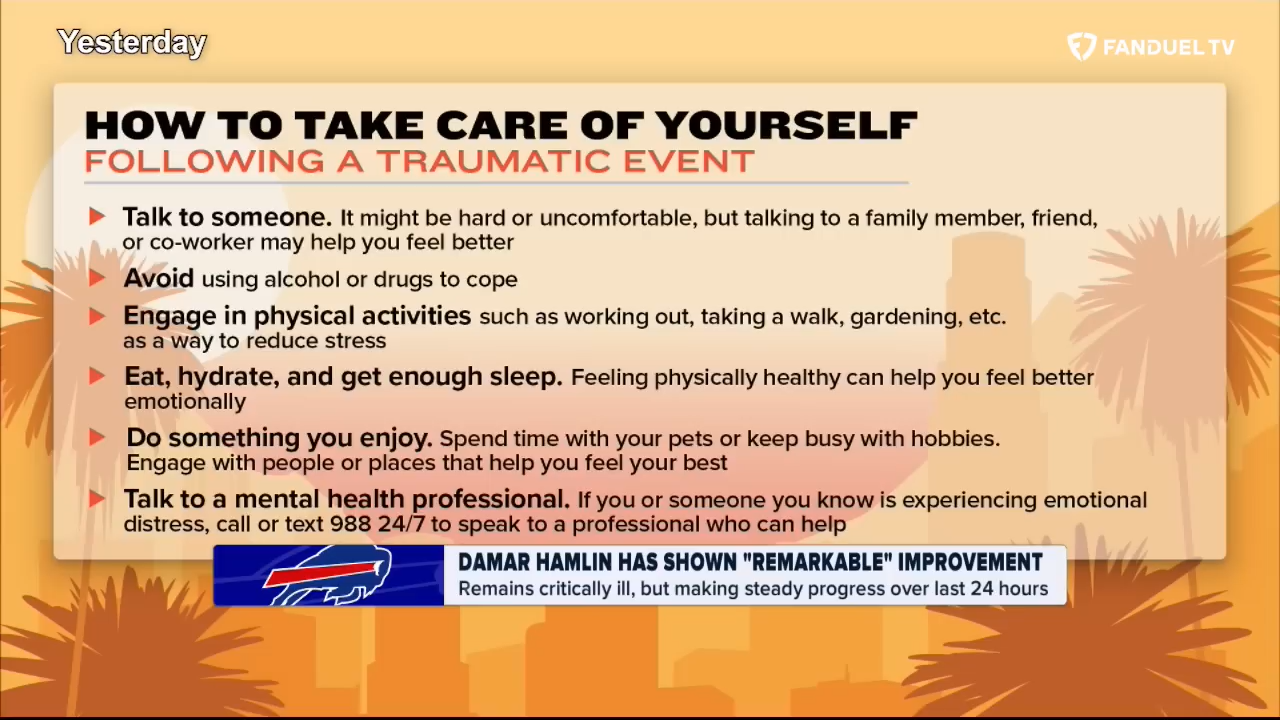 Yesterday
FANDUEL TV
HOW TO TAKE CARE OF YOURSELF
FOLLOWING A TRAUMATIC EVENT
Talk to someone. It might be hard or uncomfortable, but talking to a family member, friend,
or co-worker may help you feel better
Avoid using alcohol or drugs to cope
Engage in physical activities such as working out, taking a walk, gardening, etc.
as a way to reduce stress
Eat, hydrate, and get enough sleep. Feeling physically healthy can help you feel better
emotionally
Do something you enjoy. Spend time with your pets or keep busy with hobbies.
Engage with people or places that help you feel your best
Talk to a mental health professional. If you or someone you know is experiencing emotional
distress, call or text 988 24/7 to speak to a professional who can help
DAMAR HAMLIN HAS SHOWN "REMARKABLE" IMPROVEMENT
Remains critically ill, but making steady progress over last 24 hours